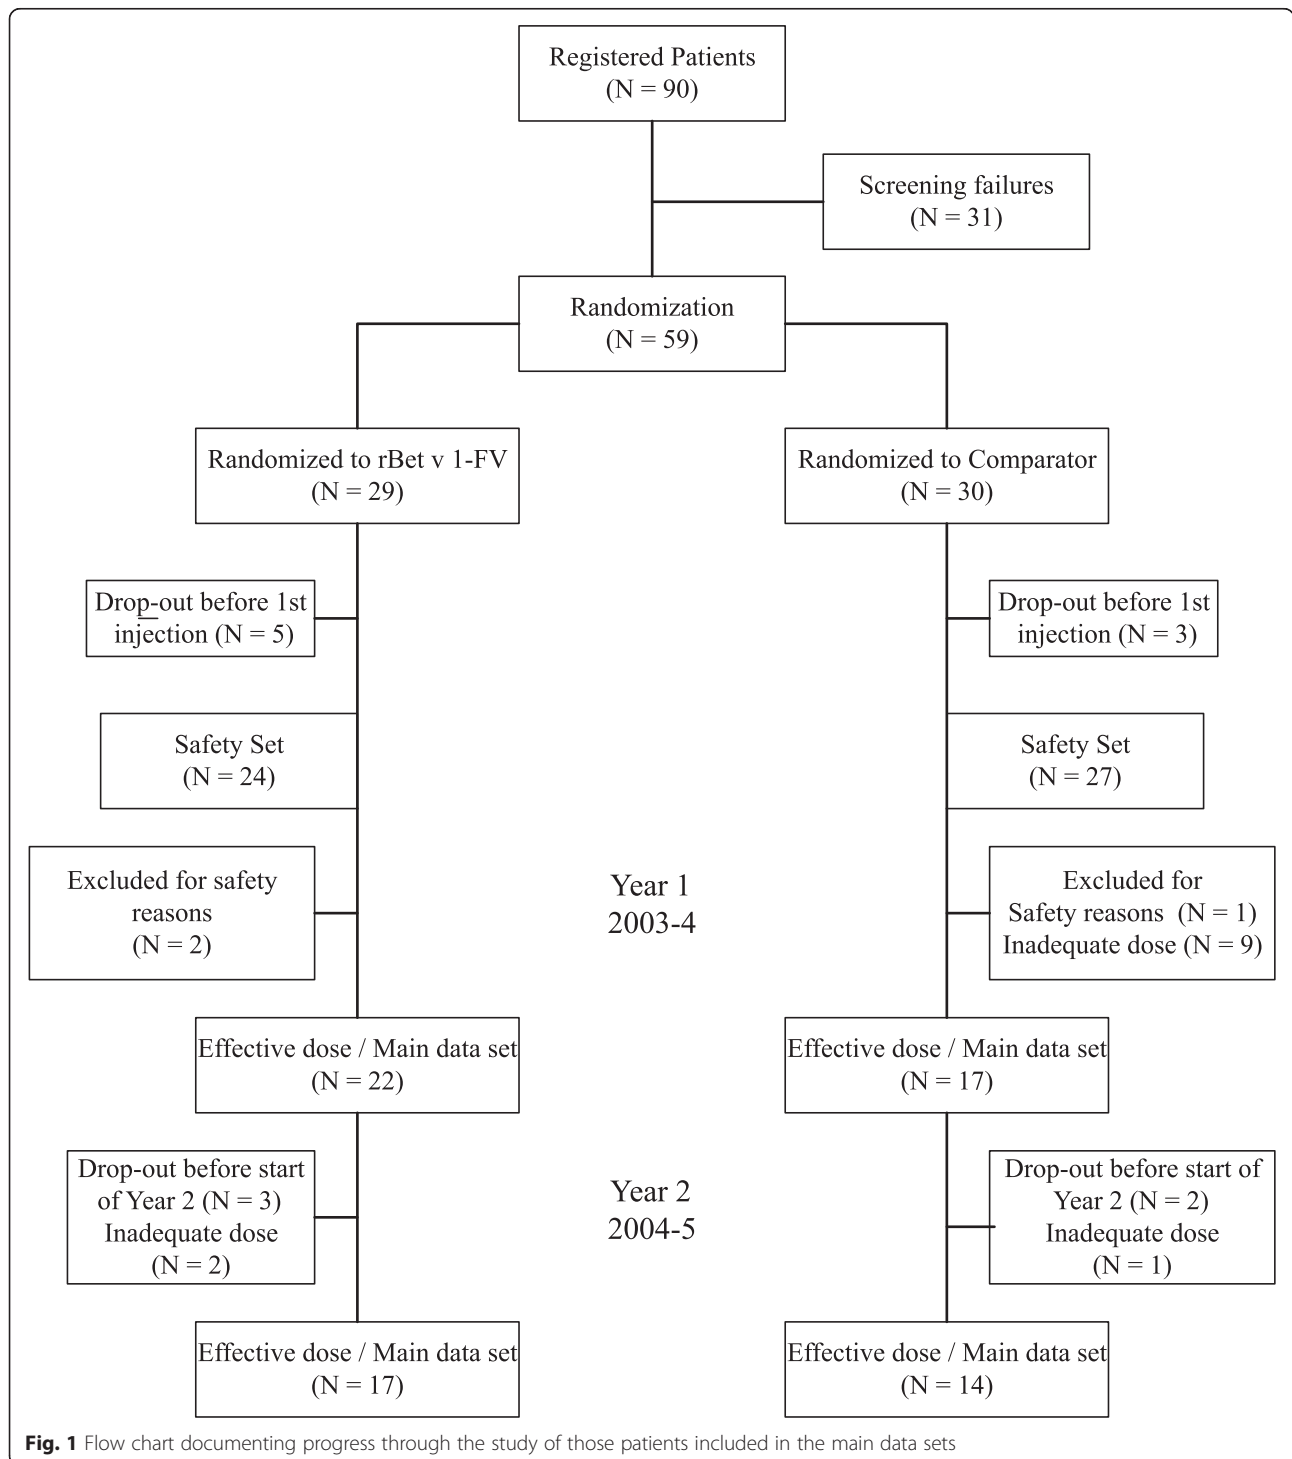 Registered Patients
(N = 90)
Screening failures
(N = 31)
Randomization
(N = 59)
Randomized to rBet v 1-FV
(N = 29)
Randomized to Comparator
(N = 30)
Drop-out before 1st
injection (N = 5)
Drop-out before 1st
injection (N = 3)
Safety Set
(N = 24)
Safety Set
(N = 27)
Excluded for safety
reasons
(N = 2)
Year 1
2003-4
Excluded for
Safety reasons (N = 1)
Inadequate dose (N = 9)
Effective dose / Main data set
(N = 22)
Effective dose / Main data set
(N = 17)
Drop-out before start
of Year 2 (N = 3)
Inadequate dose
(N = 2)
Year 2
2004-5
Drop-out before start of
Year 2 (N = 2)
Inadequate dose
(N = 1)
Effective dose / Main data set
(N = 17)
Effective dose / Main data set
(N = 14)
Fig. 1 Flow chart documenting progress through the study of those patients included in the main data sets